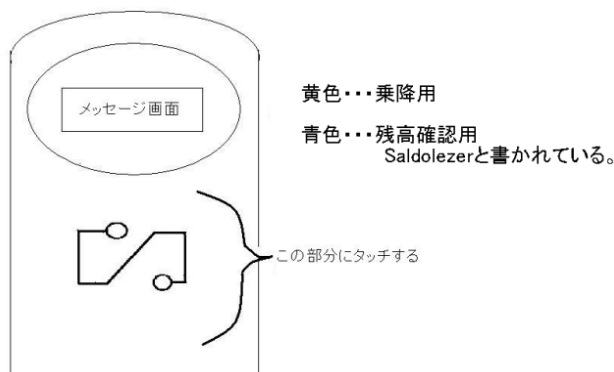 メッセージ画面
黄色・・・乗降用
青色・・・残高確認用
Saldolezerと書かれている。
この部分にタッチする